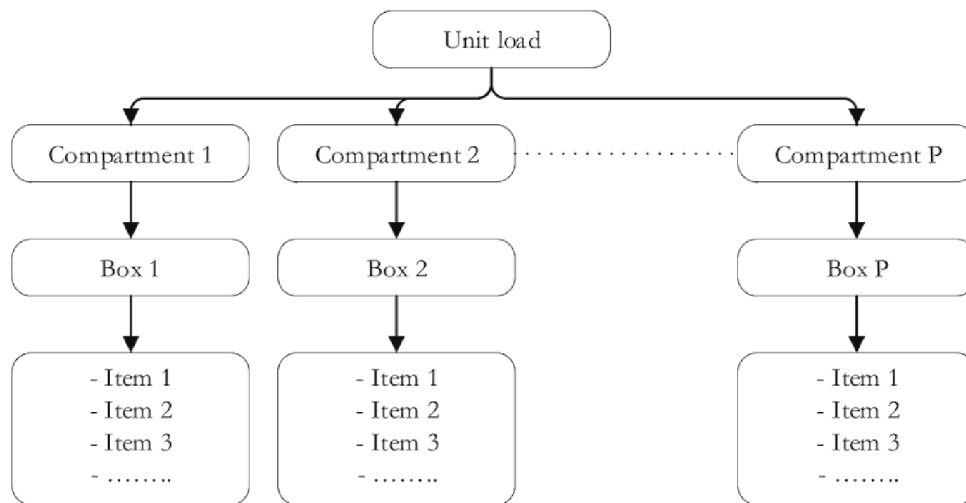 Unit load
Compartment 1
Compartment 2
Compartment P
Box 1
Box 2
Box P
- Item 1
- Item 2
- Item 3
- ........
- Item 1
- Item 2
- Item 3
- ........
- Item 1
- Item 2
- Item 3
- ........